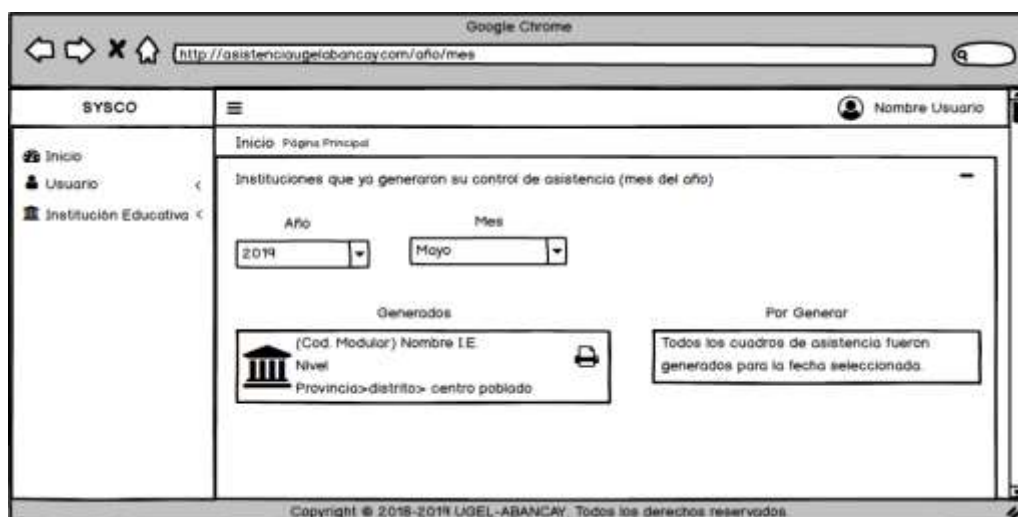 Google Chrome
http://asistenciaugelabancay.com/año/mes
SYSCO
Nombre Usuario
Inicio
Usuario
Institución Educativa
Inicio Página Principal
Instituciones que ya generaron su control de asistencia (mes del año)
Año
Mes
2019
Mayo
Generados
(Cod. Modular) Nombre I.E.
Nivel
Provincia>distrito> centro poblado
Por Generar
Todos los cuadros de asistencia fueron
generados para la fecha seleccionada.
Copyright © 2018-2019 UGEL-ABANCAY. Todos los derechos reservados.